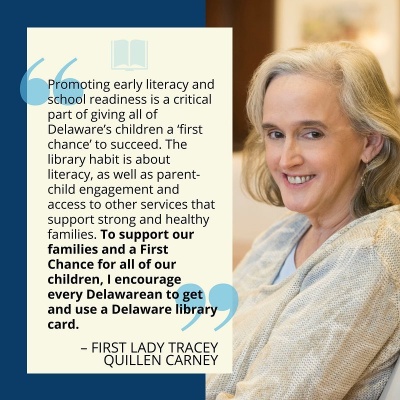 Promoting early literacy and
school readiness is a critical
part of giving all of
Delaware’s children a ‘first
chance’ to succeed. The
library habit is about
literacy, as well as parent-
child engagement and
access to other services that
support strong and healthy
families. To support our
families and a First
Chance for all of our
children, I encourage
every Delawarean to get
and use a Delaware library
card.
– FIRST LADY TRACEY
QUILLEN CARNEY